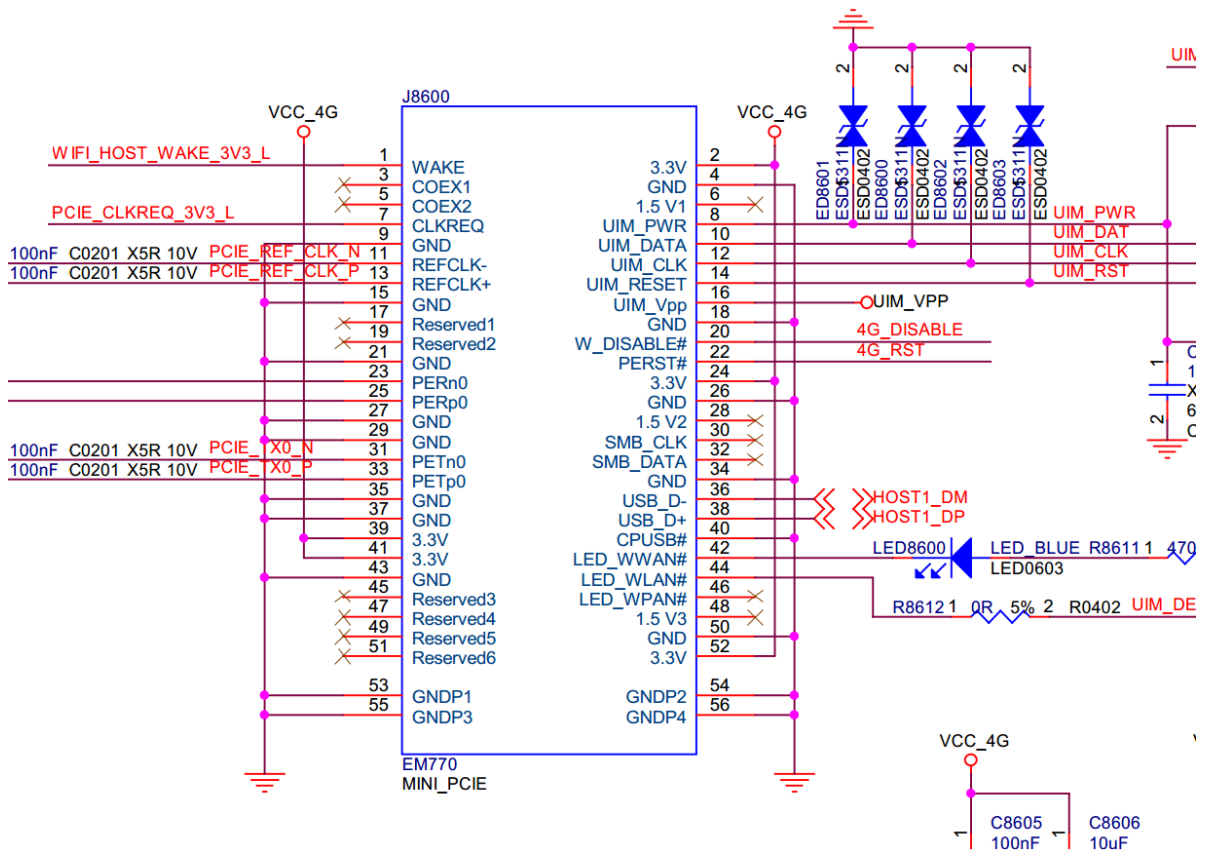 J8600
VCC_4G
VCC_4G
WIFI_HOST_WAKE_3V3_L
PCIE_CLKREQ_3V3_L
100nF C0201 X5R 10V PCIE_REF_CLK_N
100nF C0201 X5R 10V PCIE_REF_CLK_P
100nF C0201 X5R 10V PCIE_TX0_N
100nF C0201 X5R 10V PCIE_TX0_P
1 WAKE
3 COEX1
5 COEX2
7 CLKREQ
9 GND
11 REFCLK-
13 REFCLK+
15 GND
17 Reserved1
19 Reserved2
21 GND
23 PERn0
25 PERp0
27 GND
29 GND
31 PETn0
33 PETp0
35 GND
37 GND
39 3.3V
41 3.3V
43 GND
45 Reserved3
47 Reserved4
49 Reserved5
51 Reserved6
53 GNDP1
55 GNDP3
3.3V 2
GND 4
1.5 V1 6
UIM_PWR 8
UIM_DATA 10
UIM_CLK 12
UIM_RESET 14
UIM_Vpp 16
GND 18
W_DISABLE# 20
PERST# 22
3.3V 24
GND 26
1.5 V2 28
SMB_CLK 30
SMB_DATA 32
GND 34
USB_D- 36
USB_D+ 38
CPUSB# 40
LED_WWAN# 42
LED_WLAN# 44
LED_WPAN# 46
1.5 V3 48
GND 50
3.3V 52
GNDP2 54
GNDP4 56
EM770
MINI_PCIE
2 2 2 2
ED8601
ESD0402
ED8600
ESD0402
ED8602
ESD0402
ED8603
ESD0402
UIM_PWR
UIM_DAT
UIM_CLK
UIM_RST
UIM_VPP
4G_DISABLE
4G_RST
HOST1_DM
HOST1_DP
LED8600 LED_BLUE R8611 1 470
LED0603
R8612 1 0R 5% 2 R0402 UIM_DE
1
2
VCC_4G
1 C8605
100nF
1 C8606
10uF